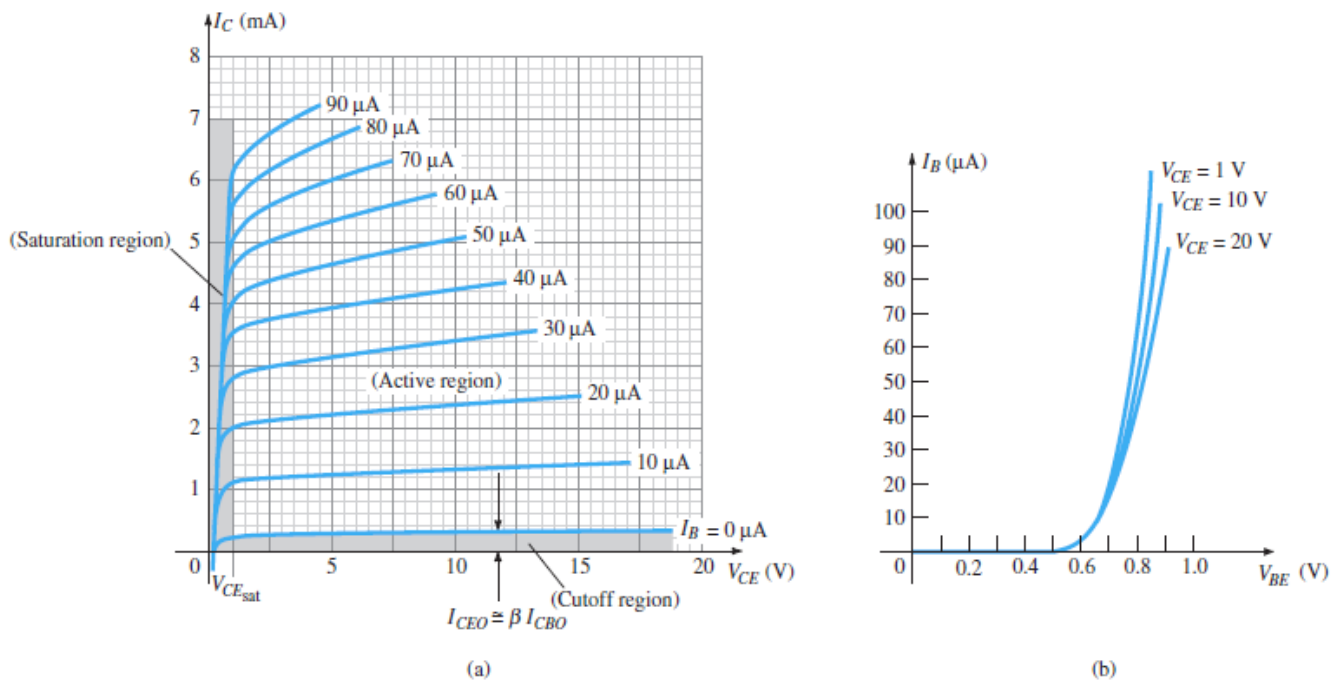 I_C (mA)
8
7
6
5
4
3
2
1
0
90 µA
80 µA
70 µA
60 µA
50 µA
40 µA
30 µA
20 µA
10 µA
I_B = 0 µA
(Saturation region)
(Active region)
(Cutoff region)
5
10
15
20
V_CE (V)
V_CEsat
I_CEO ≅ β I_CBO
(a)
I_B (µA)
V_CE = 1 V
V_CE = 10 V
V_CE = 20 V
100
90
80
70
60
50
40
30
20
10
0
0.2
0.4
0.6
0.8
1.0
V_BE (V)
(b)